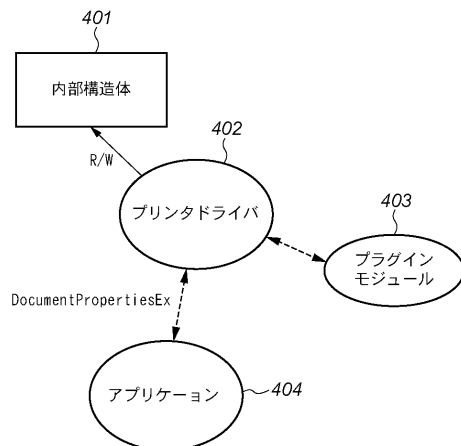 401
内部構造体
402
R/W
プリンタドライバ
403
プラグイン
モジュール
DocumentPropertiesEx
アプリケーション
404